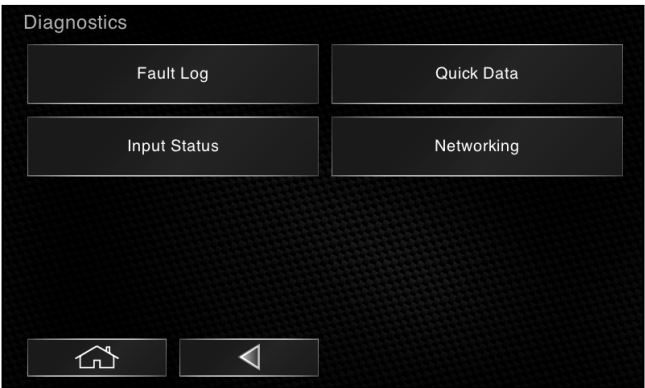 Diagnostics
Fault Log
Quick Data
Input Status
Networking